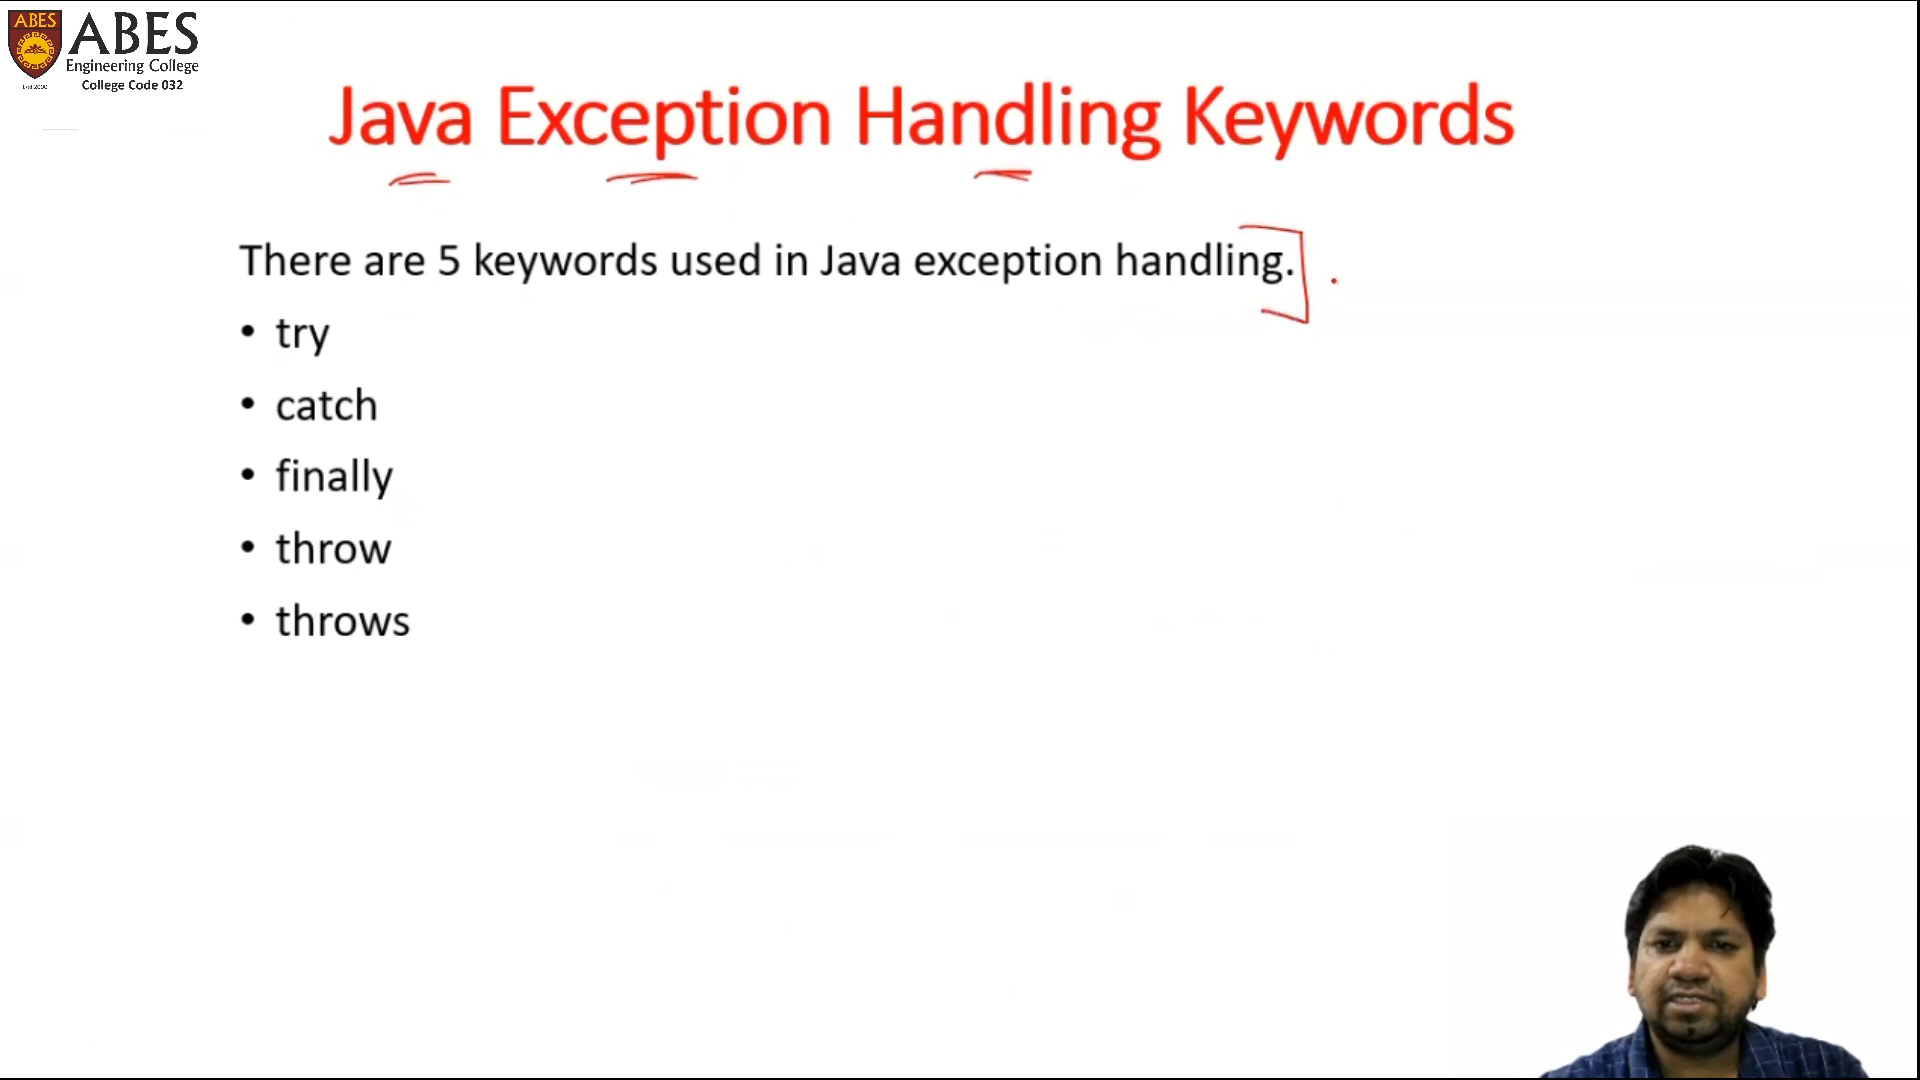 ABES
ABES
Engineering College
College Code 032
Java Exception Handling Keywords
There are 5 keywords used in Java exception handling.
• try
• catch
• finally
• throw
• throws